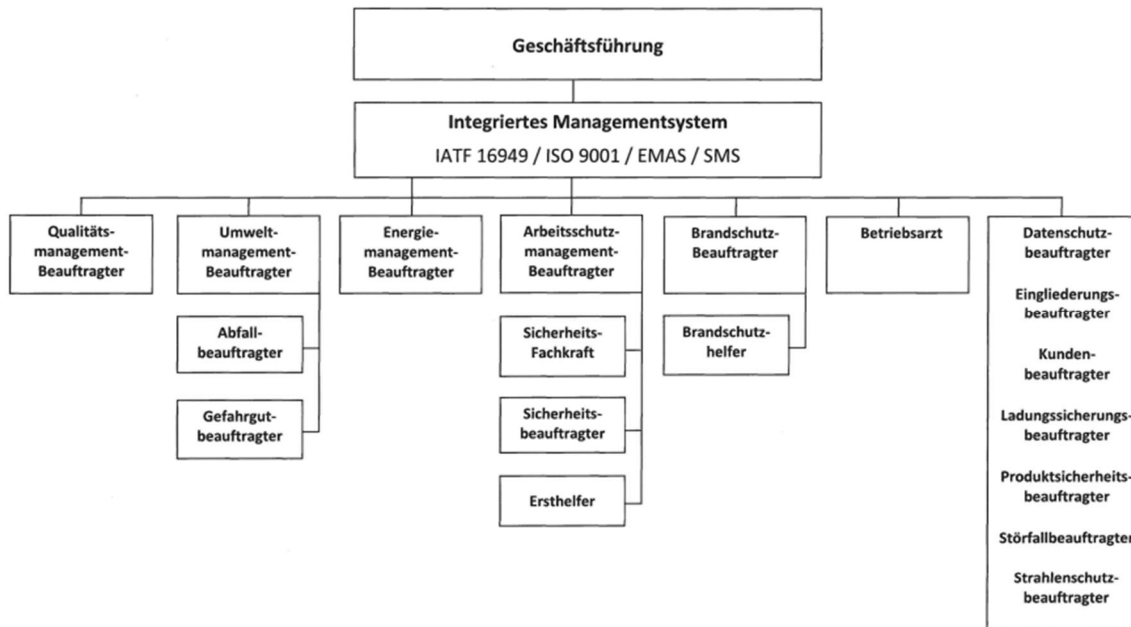 Geschäftsführung
Integriertes Managementsystem
IATF 16949 / ISO 9001 / EMAS / SMS
Qualitäts-
management-
Beauftragter
Umwelt-
management-
Beauftragter
Abfall-
beauftragter
Gefahrgut-
beauftragter
Energie-
management-
Beauftragter
Arbeitsschutz-
management-
Beauftragter
Sicherheits-
Fachkraft
Sicherheits-
beauftragter
Ersthelfer
Brandschutz-
Beauftragter
Brandschutz-
helfer
Betriebsarzt
Datenschutz-
beauftragter
Eingliederungs-
beauftragter
Kunden-
beauftragter
Ladungssicherungs-
beauftragter
Produktsicherheits-
beauftragter
Störfallbeauftragter
Strahlenschutz-
beauftragter